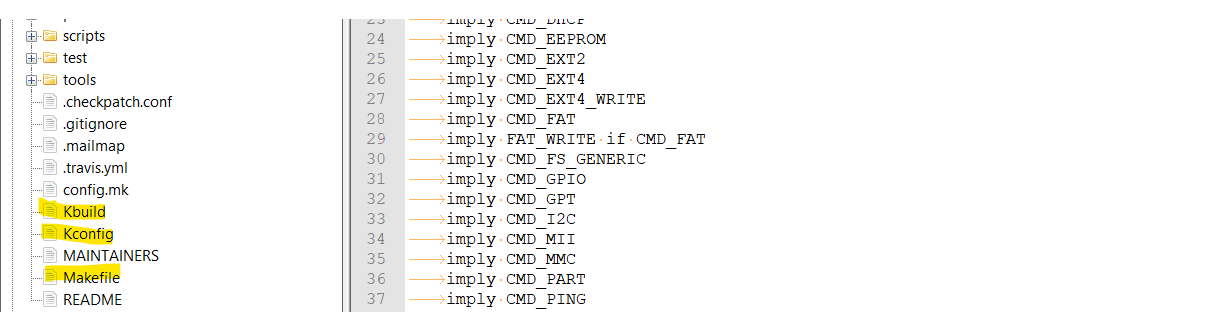 scripts
test
tools
.checkpatch.conf
.gitignore
.mailmap
.travis.yml
config.mk
Kbuild
Kconfig
MAINTAINERS
Makefile
README
23 imply CMD_DHCP
24 imply CMD_EEPROM
25 imply CMD_EXT2
26 imply CMD_EXT4
27 imply CMD_EXT4_WRITE
28 imply CMD_FAT
29 imply FAT_WRITE if CMD_FAT
30 imply CMD_FS_GENERIC
31 imply CMD_GPIO
32 imply CMD_GPT
33 imply CMD_I2C
34 imply CMD_MII
35 imply CMD_MMC
36 imply CMD_PART
37 imply CMD_PING